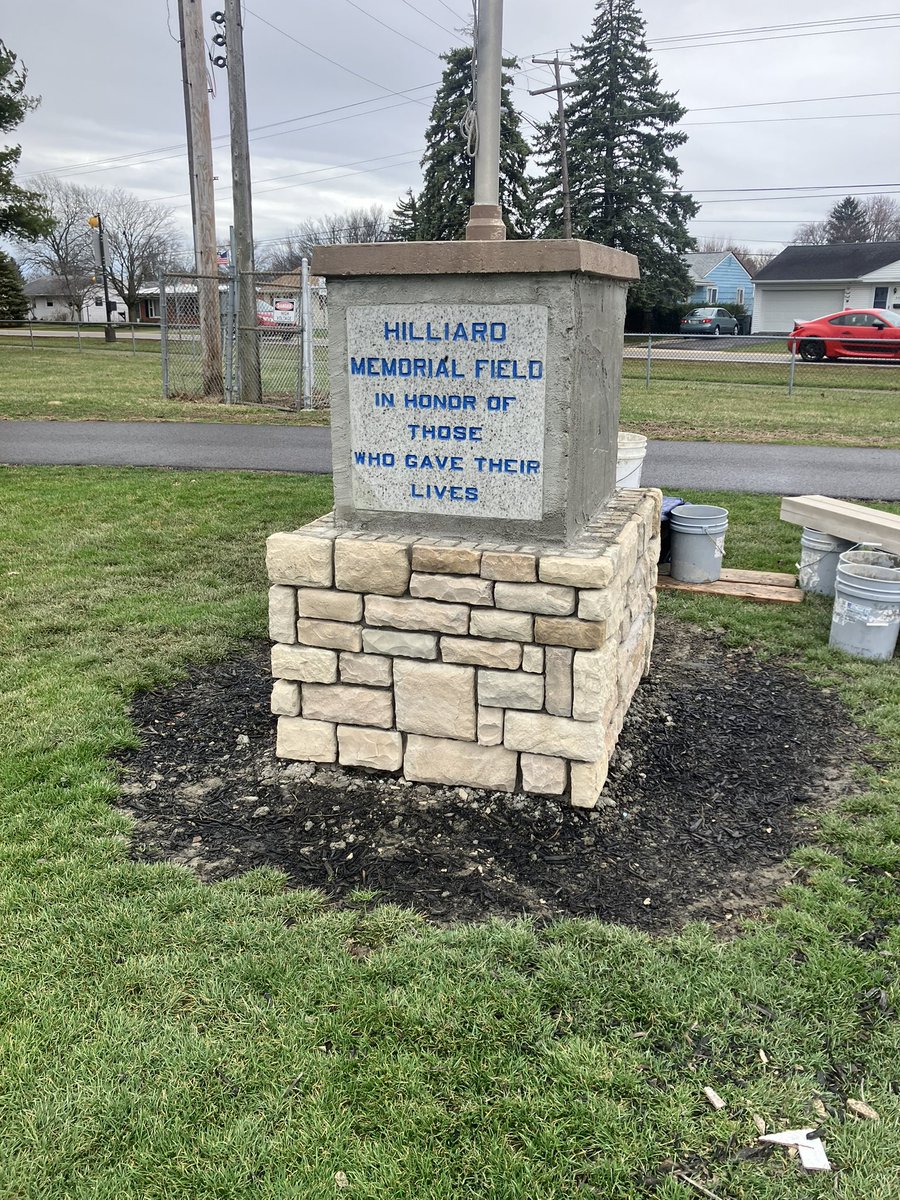 HILLIARD
MEMORIAL FIELD
IN HONOR OF
THOSE
WHO GAVE THEIR
LIVES